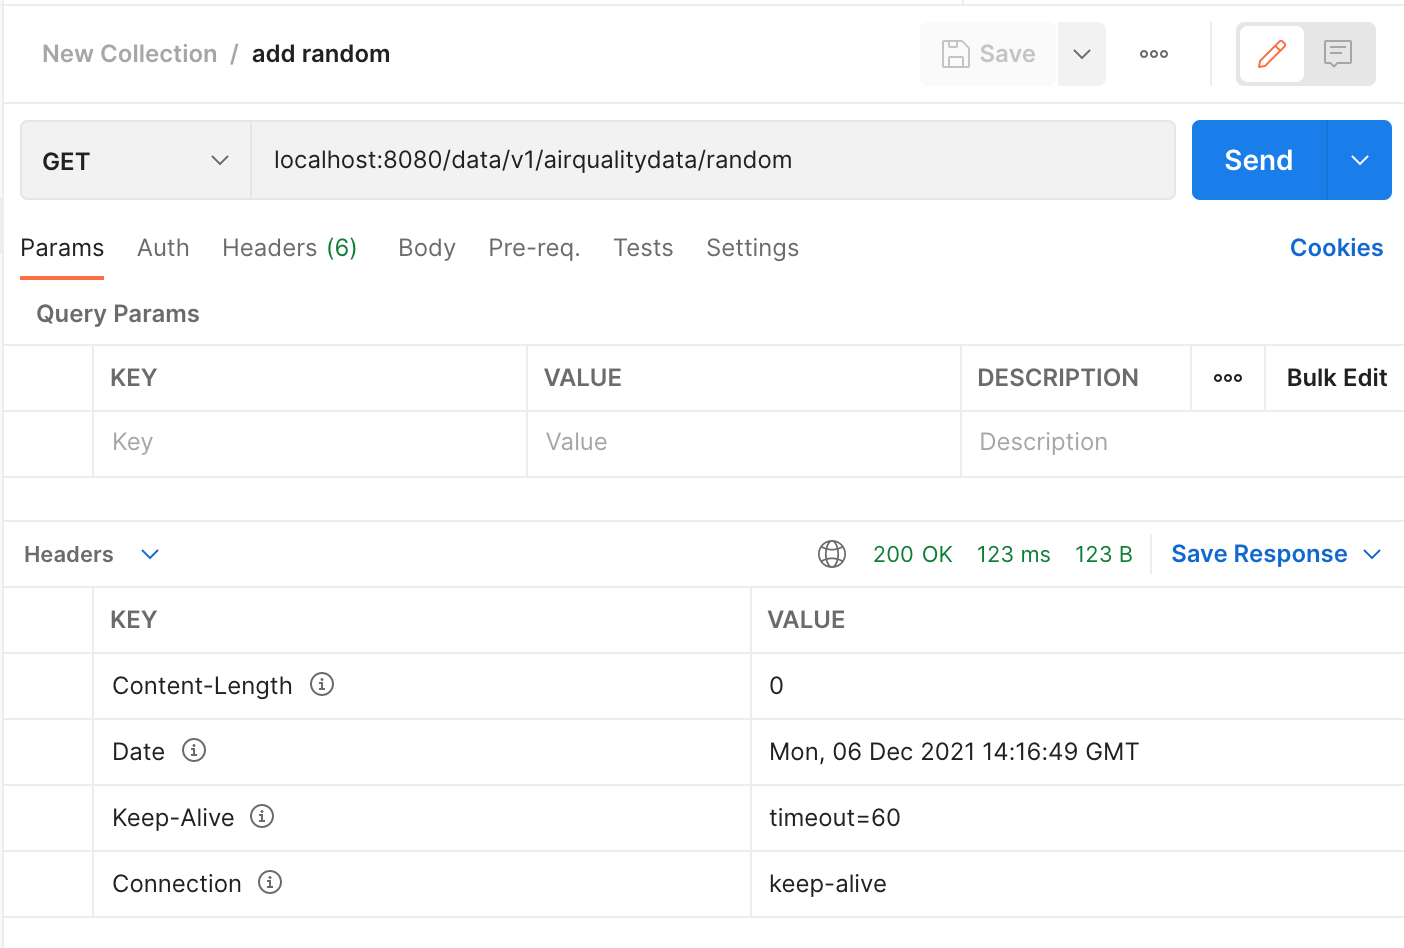 New Collection / add random
Save
GET
localhost:8080/data/v1/airqualitydata/random
Send
Params Auth Headers (6) Body Pre-req. Tests Settings Cookies
Query Params
KEY VALUE DESCRIPTION Bulk Edit
Key Value Description
Headers 200 OK 123 ms 123 B Save Response
KEY VALUE
Content-Length 0
Date Mon, 06 Dec 2021 14:16:49 GMT
Keep-Alive timeout=60
Connection keep-alive